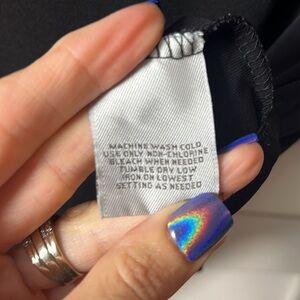 MACHINE WASH COLD
USE ONLY NON-CHLORINE
BLEACH WHEN NEEDED
TUMBLE DRY LOW
IRON ON LOWEST
SETTING AS NEEDED